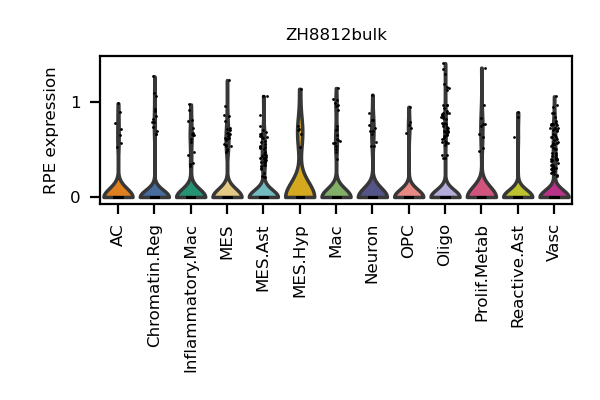 ZH8812bulk
RPE expression
1
0
AC
Chromatin.Reg
Inflammatory.Mac
MES
MES.Ast
MES.Hyp
Mac
Neuron
OPC
Oligo
Prolif.Metab
Reactive.Ast
Vasc